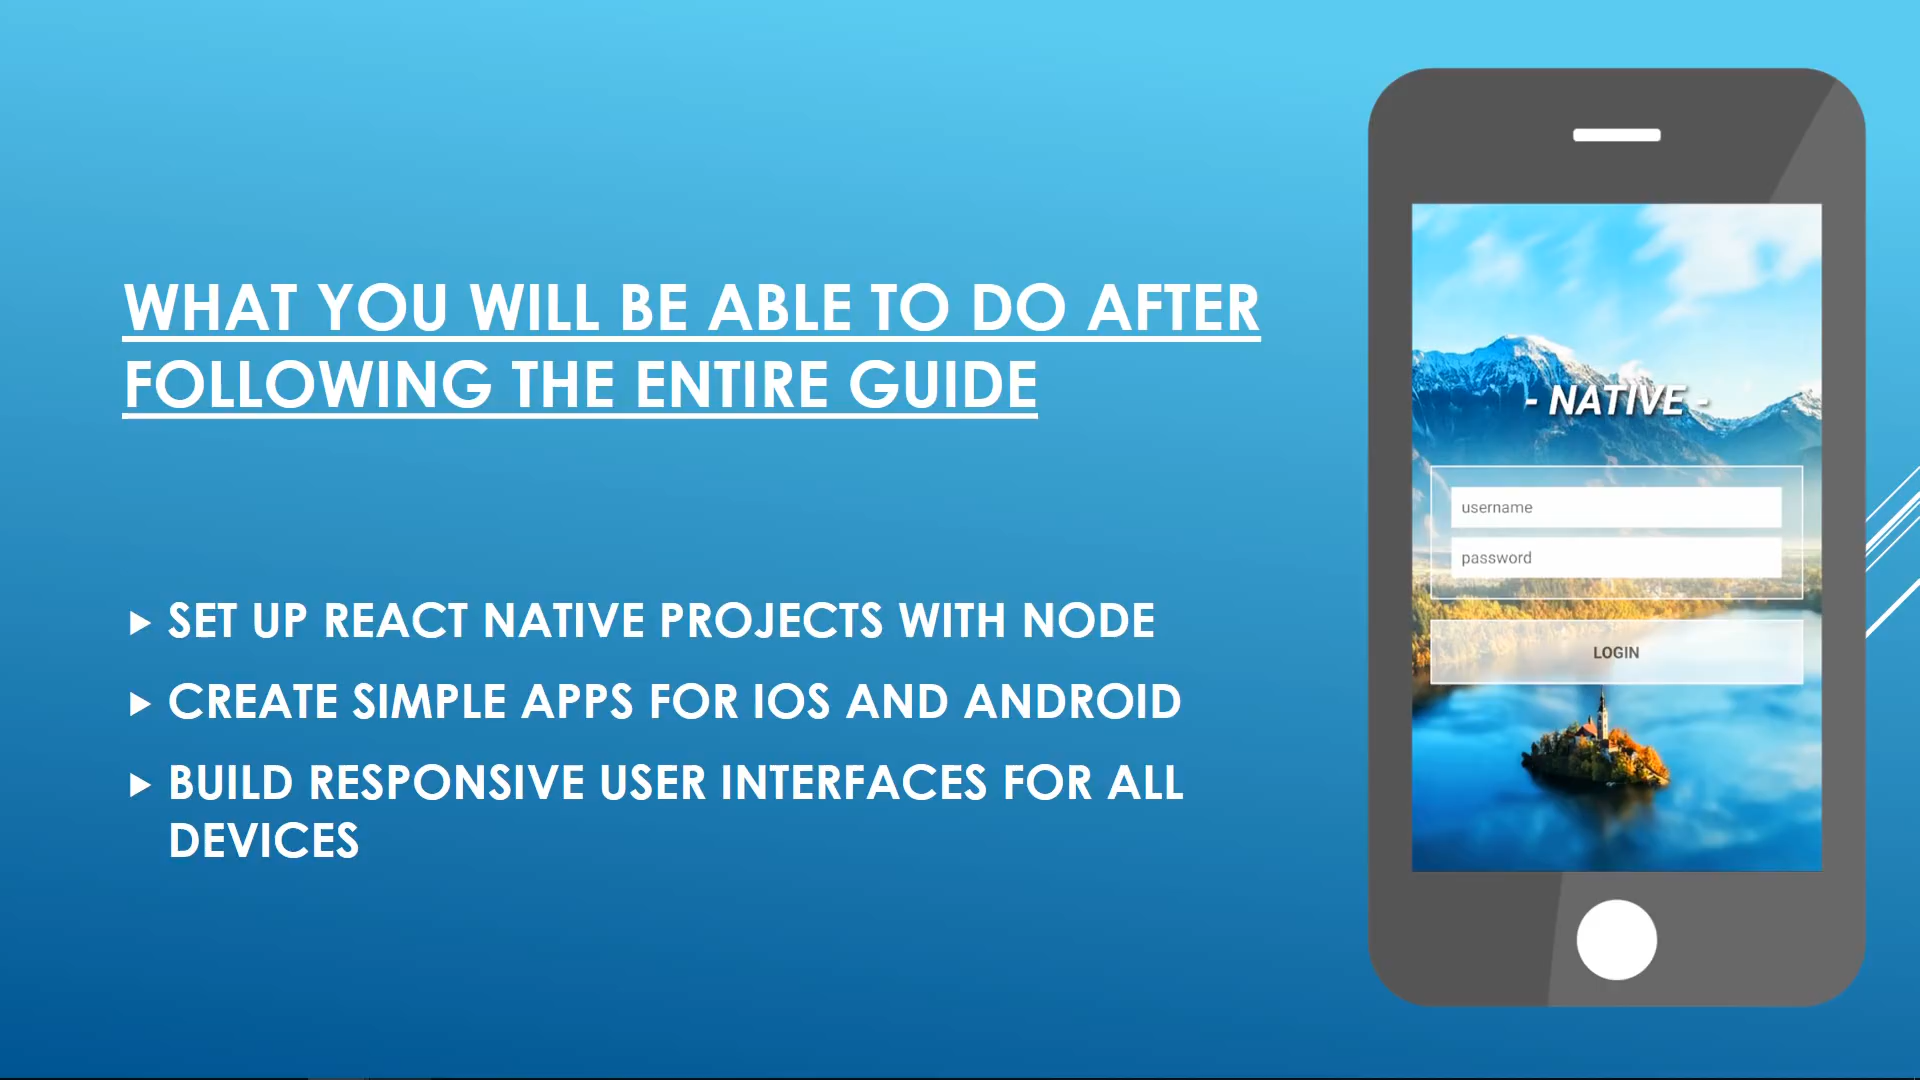 WHAT YOU WILL BE ABLE TO DO AFTER
FOLLOWING THE ENTIRE GUIDE
SET UP REACT NATIVE PROJECTS WITH NODE
CREATE SIMPLE APPS FOR IOS AND ANDROID
BUILD RESPONSIVE USER INTERFACES FOR ALL
DEVICES
- NATIVE -
username
password
LOGIN